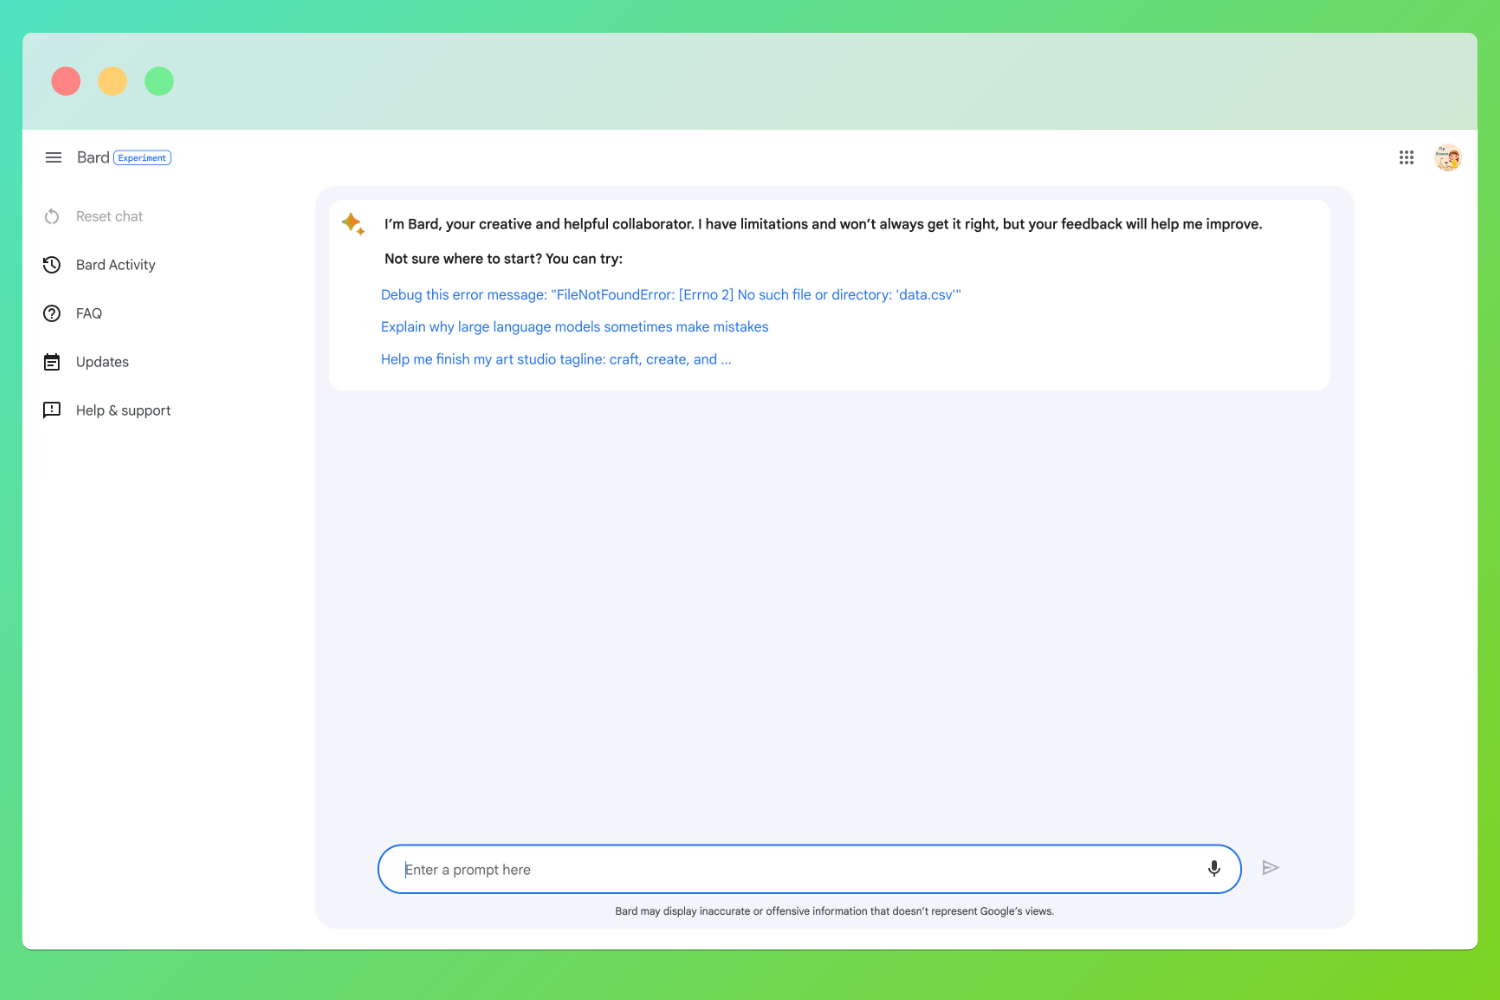 Bard Experiment
Reset chat
Bard Activity
FAQ
Updates
Help & support
I’m Bard, your creative and helpful collaborator. I have limitations and won’t always get it right, but your feedback will help me improve.
Not sure where to start? You can try:
Debug this error message: "FileNotFoundError: [Errno 2] No such file or directory: 'data.csv'"
Explain why large language models sometimes make mistakes
Help me finish my art studio tagline: craft, create, and ...
Enter a prompt here
Bard may display inaccurate or offensive information that doesn’t represent Google’s views.